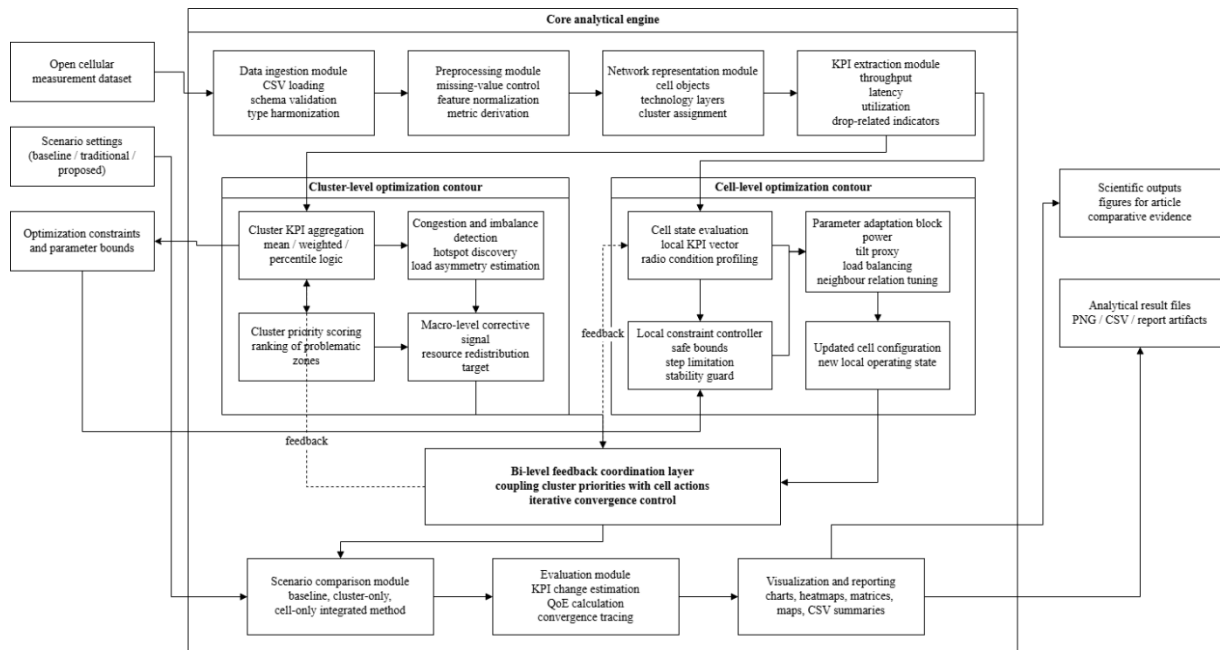 Core analytical engine
Open cellular
measurement dataset
Data ingestion module
CSV loading
schema validation
type harmonization
Preprocessing module
missing-value control
feature normalization
metric derivation
Network representation module
cell objects
technology layers
cluster assignment
KPI extraction module
throughput
latency
utilization
drop-related indicators
Scenario settings
(baseline / traditional /
proposed)
Optimization constraints
and parameter bounds
Cluster-level optimization contour
Cluster KPI aggregation
mean / weighted /
percentile logic
Congestion and imbalance
detection
hotspot discovery
load asymmetry estimation
Cluster priority scoring
ranking of problematic
zones
Macro-level corrective
signal
resource redistribution
target
Cell-level optimization contour
Cell state evaluation
local KPI vector
radio condition profiling
Parameter adaptation block
power
tilt proxy
load balancing
neighbour relation tuning
Local constraint controller
safe bounds
step limitation
stability guard
Updated cell configuration
new local operating state
feedback
feedback
Scientific outputs
figures for article
comparative evidence
Analytical result files
PNG / CSV / report artifacts
Bi-level feedback coordination layer
coupling cluster priorities with cell actions
iterative convergence control
Scenario comparison module
baseline, cluster-only,
cell-only integrated method
Evaluation module
KPI change estimation
QoE calculation
convergence tracing
Visualization and reporting
charts, heatmaps, matrices,
maps, CSV summaries